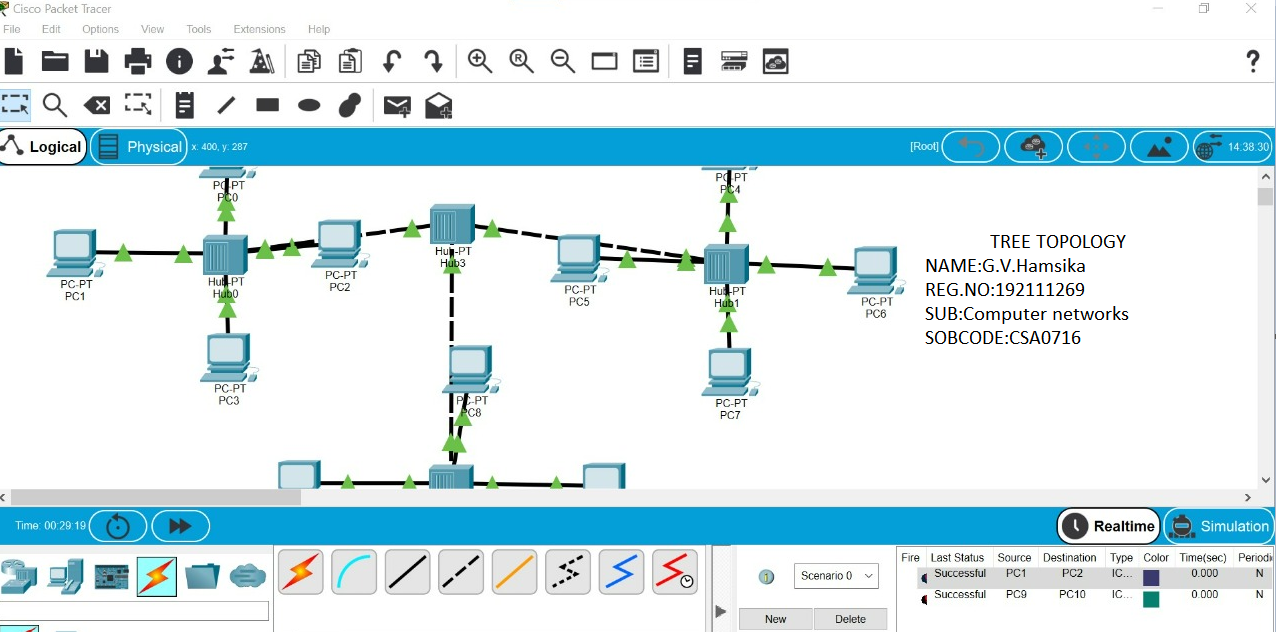 Cisco Packet Tracer
File Edit Options View Tools Extensions Help
R
?
Logical Physical x: 400, y: 287 [Root] 14:38:30
PC-PT
PC0
PC-PT
PC4
PC-PT
PC1
Hub-PT
Hub0
PC-PT
PC2
Hub-PT
Hub3
PC-PT
PC5
Hub-PT
Hub1
PC-PT
PC6
PC-PT
PC3
PC-PT
PC8
PC-PT
PC7
TREE TOPOLOGY
NAME:G.V.Hamsika
REG.NO:192111269
SUB:Computer networks
SOBCODE:CSA0716
Time: 00:29:19 Realtime Simulation
Scenario 0
New Delete
Fire Last Status Source Destination Type Color Time(sec) Periodi
Successful PC1 PC2 IC... 0.000 N
Successful PC9 PC10 IC... 0.000 N